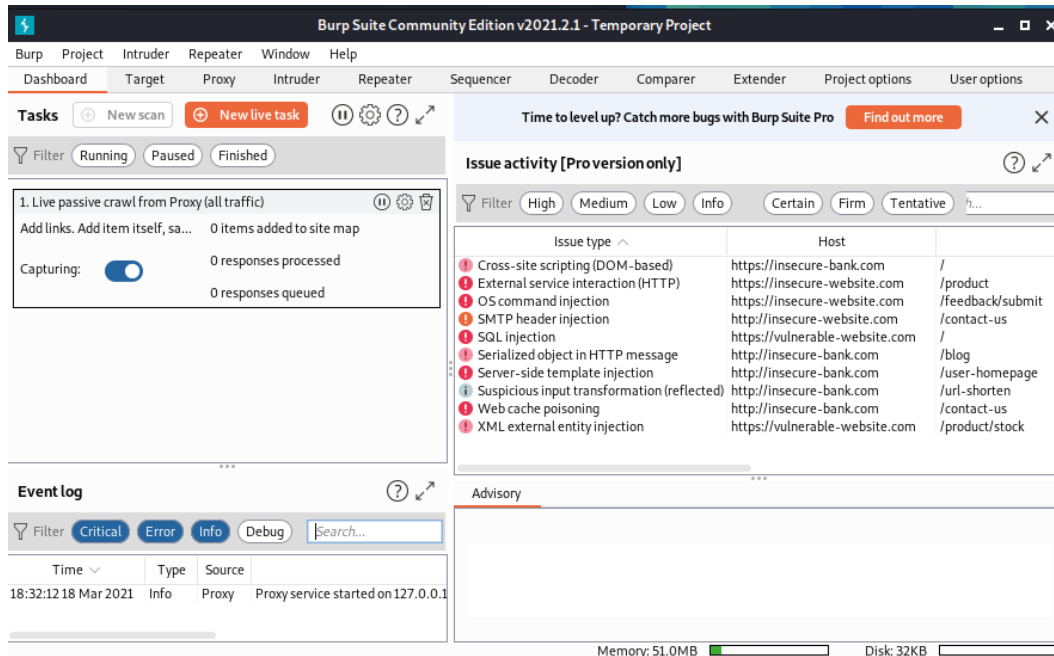 Burp Suite Community Edition v2021.2.1 - Temporary Project
Burp Project Intruder Repeater Window Help
Dashboard Target Proxy Intruder Repeater Sequencer Decoder Comparer Extender Project options User options
Tasks New scan New live task
Filter Running Paused Finished
1. Live passive crawl from Proxy (all traffic)
Add links. Add item itself, sa... 0 items added to site map
0 responses processed
Capturing:
0 responses queued
Event log
Filter Critical Error Info Debug Search...
Time Type Source
18:32:12 18 Mar 2021 Info Proxy Proxy service started on 127.0.0.1
Time to level up? Catch more bugs with Burp Suite Pro Find out more
Issue activity [Pro version only]
Filter High Medium Low Info Certain Firm Tentative
Issue type Host
Cross-site scripting (DOM-based) https://insecure-bank.com /
External service interaction (HTTP) https://insecure-website.com /product
OS command injection https://insecure-website.com /feedback/submit
SMTP header injection http://insecure-website.com /contact-us
SQL injection https://vulnerable-website.com /
Serialized object in HTTP message http://insecure-bank.com /blog
Server-side template injection http://insecure-bank.com /user-homepage
Suspicious input transformation (reflected) http://insecure-bank.com /url-shorten
Web cache poisoning http://insecure-bank.com /contact-us
XML external entity injection https://vulnerable-website.com /product/stock
Advisory
Memory: 51.0MB Disk: 32KB